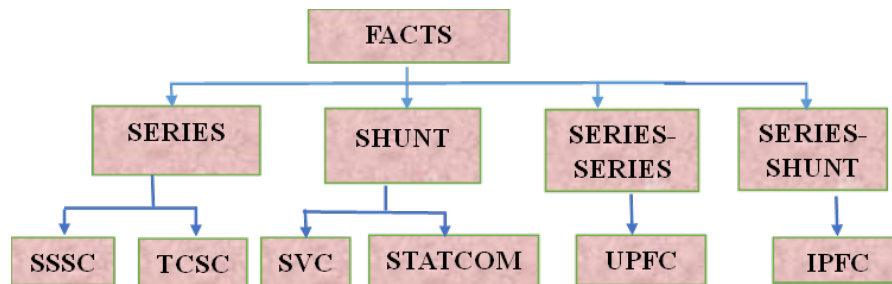 FACTS
SERIES
SHUNT
SERIES-
SERIES
SERIES-
SHUNT
SSSC
TCSC
SVC
STATCOM
UPFC
IPFC